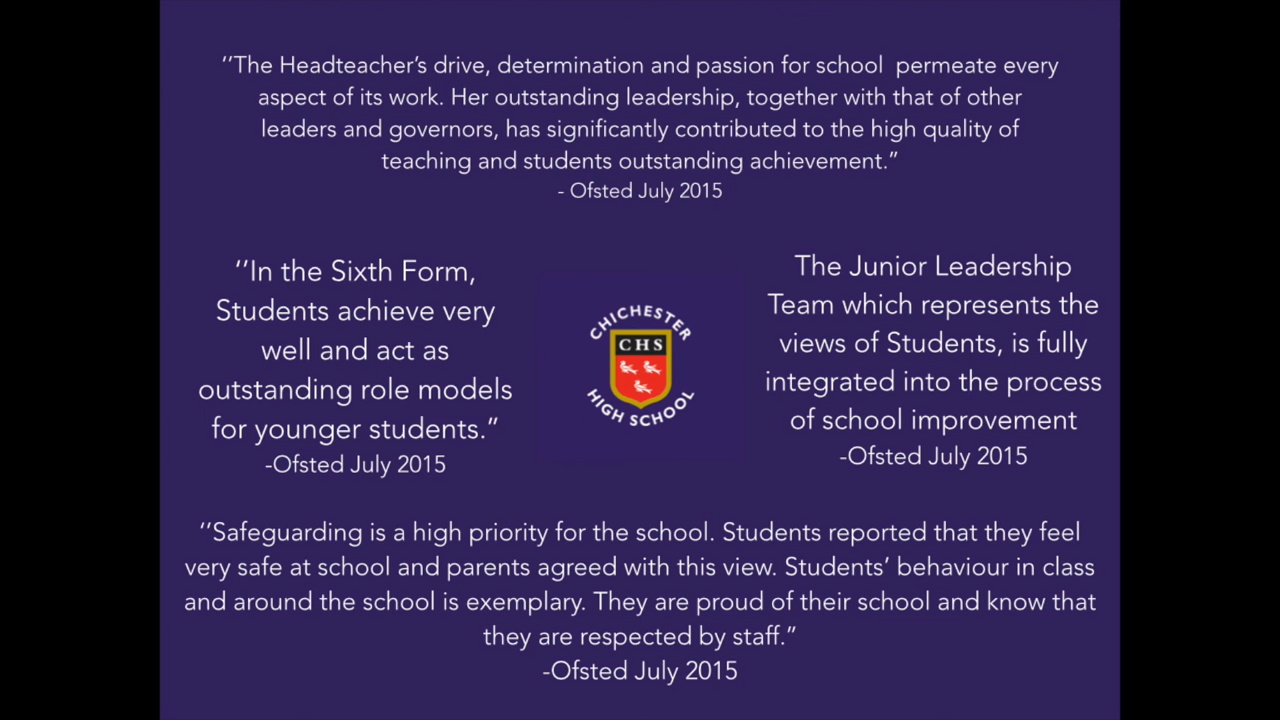 ‘‘The Headteacher’s drive, determination and passion for school  permeate every
aspect of its work. Her outstanding leadership, together with that of other
leaders and governors, has significantly contributed to the high quality of
teaching and students outstanding achievement.”
- Ofsted July 2015
‘‘In the Sixth Form,
Students achieve very
well and act as
outstanding role models
for younger students.”
-Ofsted July 2015
CHICHESTER
CHS
HIGH SCHOOL
The Junior Leadership
Team which represents the
views of Students, is fully
integrated into the process
of school improvement
-Ofsted July 2015
‘‘Safeguarding is a high priority for the school. Students reported that they feel
very safe at school and parents agreed with this view. Students’ behaviour in class
and around the school is exemplary. They are proud of their school and know that
they are respected by staff.”
-Ofsted July 2015